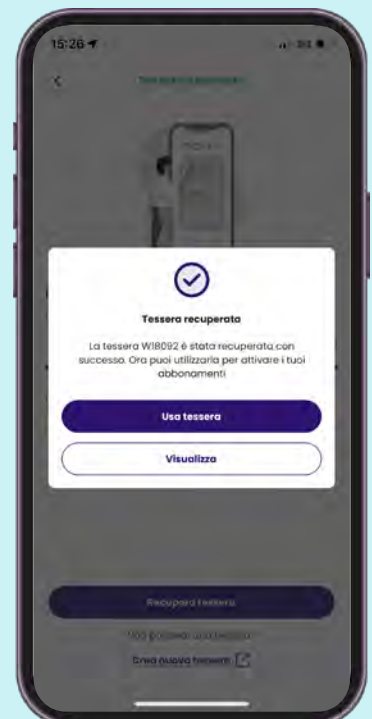 15:26
Tessera recuperata
La tessera W18092 è stata recuperata con
successo. Ora puoi utilizzarla per attivare i tuoi
abbonamenti
Usa tessera
Visualizza
Recupera tessera
Crea nuova tessera